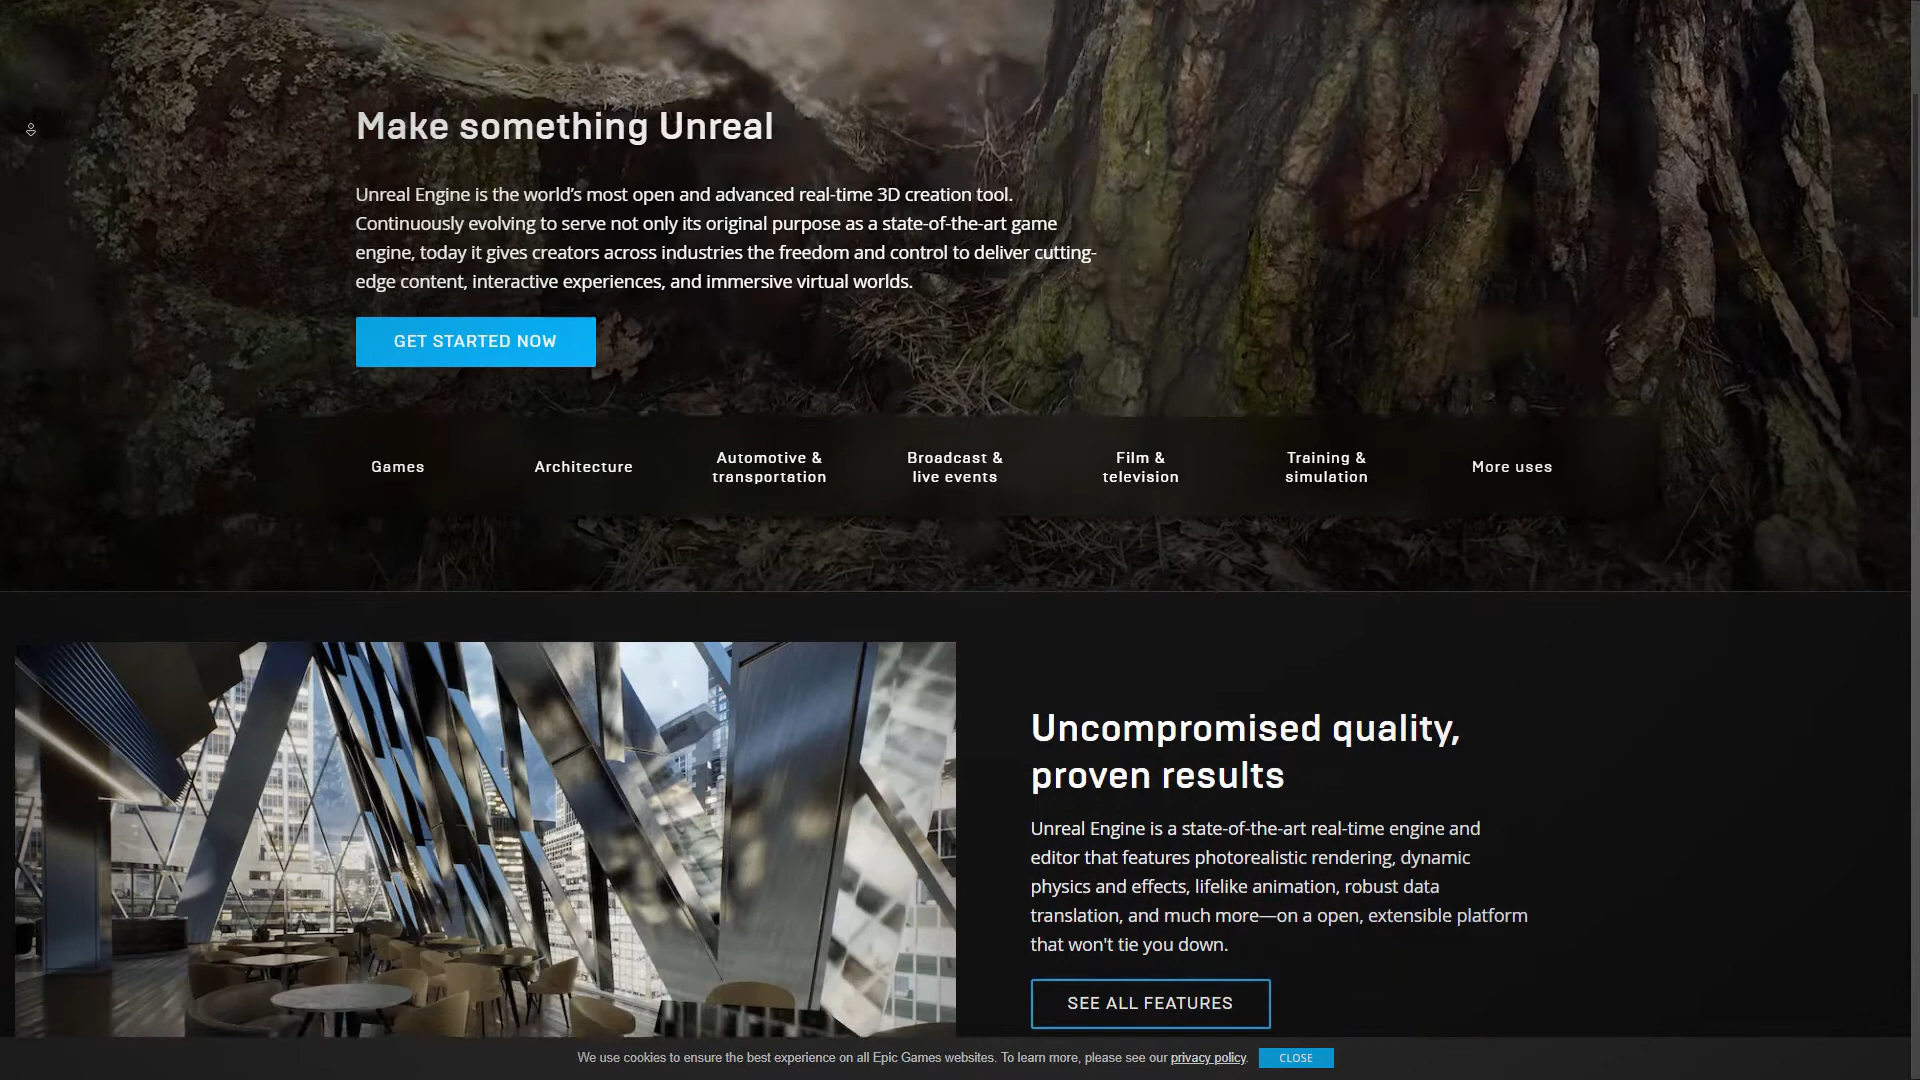 Make something Unreal
Unreal Engine is the world’s most open and advanced real-time 3D creation tool.
Continuously evolving to serve not only its original purpose as a state-of-the-art game
engine, today it gives creators across industries the freedom and control to deliver cutting-
edge content, interactive experiences, and immersive virtual worlds.
GET STARTED NOW
Games
Architecture
Automotive &
transportation
Broadcast &
live events
Film &
television
Training &
simulation
More uses
Uncompromised quality,
proven results
Unreal Engine is a state-of-the-art real-time engine and
editor that features photorealistic rendering, dynamic
physics and effects, lifelike animation, robust data
translation, and much more—on a open, extensible platform
that won't tie you down.
SEE ALL FEATURES
We use cookies to ensure the best experience on all Epic Games websites. To learn more, please see our privacy policy. CLOSE